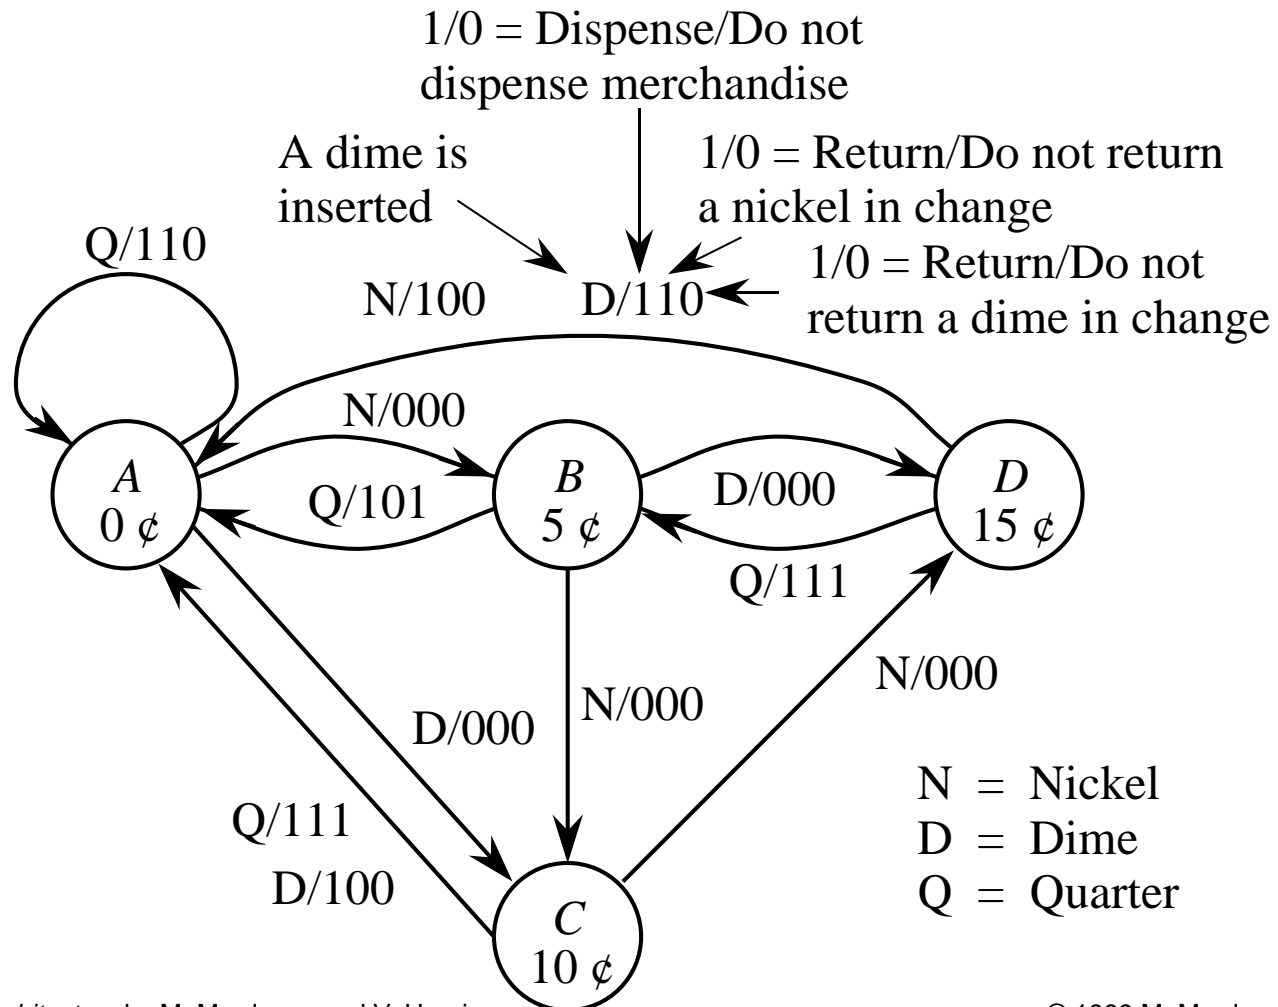 1/0 = Dispense/Do not
dispense merchandise
A dime is
inserted
1/0 = Return/Do not return
a nickel in change
1/0 = Return/Do not
return a dime in change
Q/110
N/100
D/110
N/000
A
0 ¢
Q/101
B
5 ¢
D/000
D
15 ¢
Q/111
N/000
D/000
N/000
Q/111
D/100
C
10 ¢
N = Nickel
D = Dime
Q = Quarter